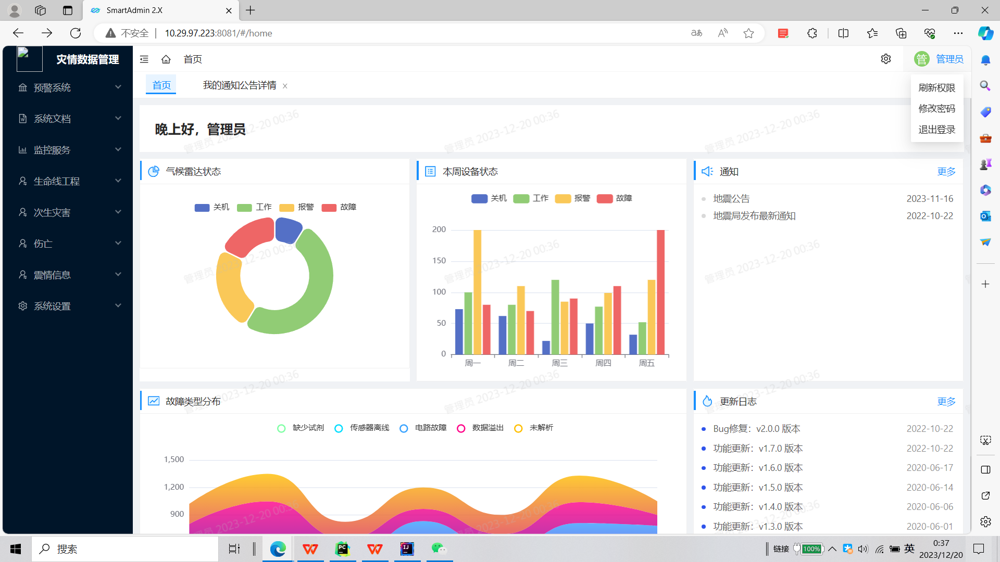 SmartAdmin 2.X
不安全
10.29.97.223:8081/#/home
灾情数据管理
预警系统
系统文档
监控服务
生命线工程
次生灾害
伤亡
震情信息
系统设置
首页
管 管理员
首页
我的通知公告详情
刷新权限
修改密码
退出登录
晚上好，管理员
管理员 2023-12-20 00:36
气候雷达状态
关机 工作 报警 故障
本周设备状态
关机 工作 报警 故障
200
150
100
50
0
周一 周二 周三 周四 周五
通知 更多
地震公告 2023-11-16
地震局发布最新通知 2022-10-22
故障类型分布
缺少试剂 传感器离线 电路故障 数据溢出 未解析
1,500
1,200
900
更新日志 更多
Bug修复：v2.0.0 版本 2022-10-22
功能更新：v1.7.0 版本 2022-10-22
功能更新：v1.6.0 版本 2020-06-17
功能更新：v1.5.0 版本 2020-06-14
功能更新：v1.4.0 版本 2020-06-06
功能更新：v1.3.0 版本 2020-06-01
搜索
链接
100%
英
0:37
2023/12/20